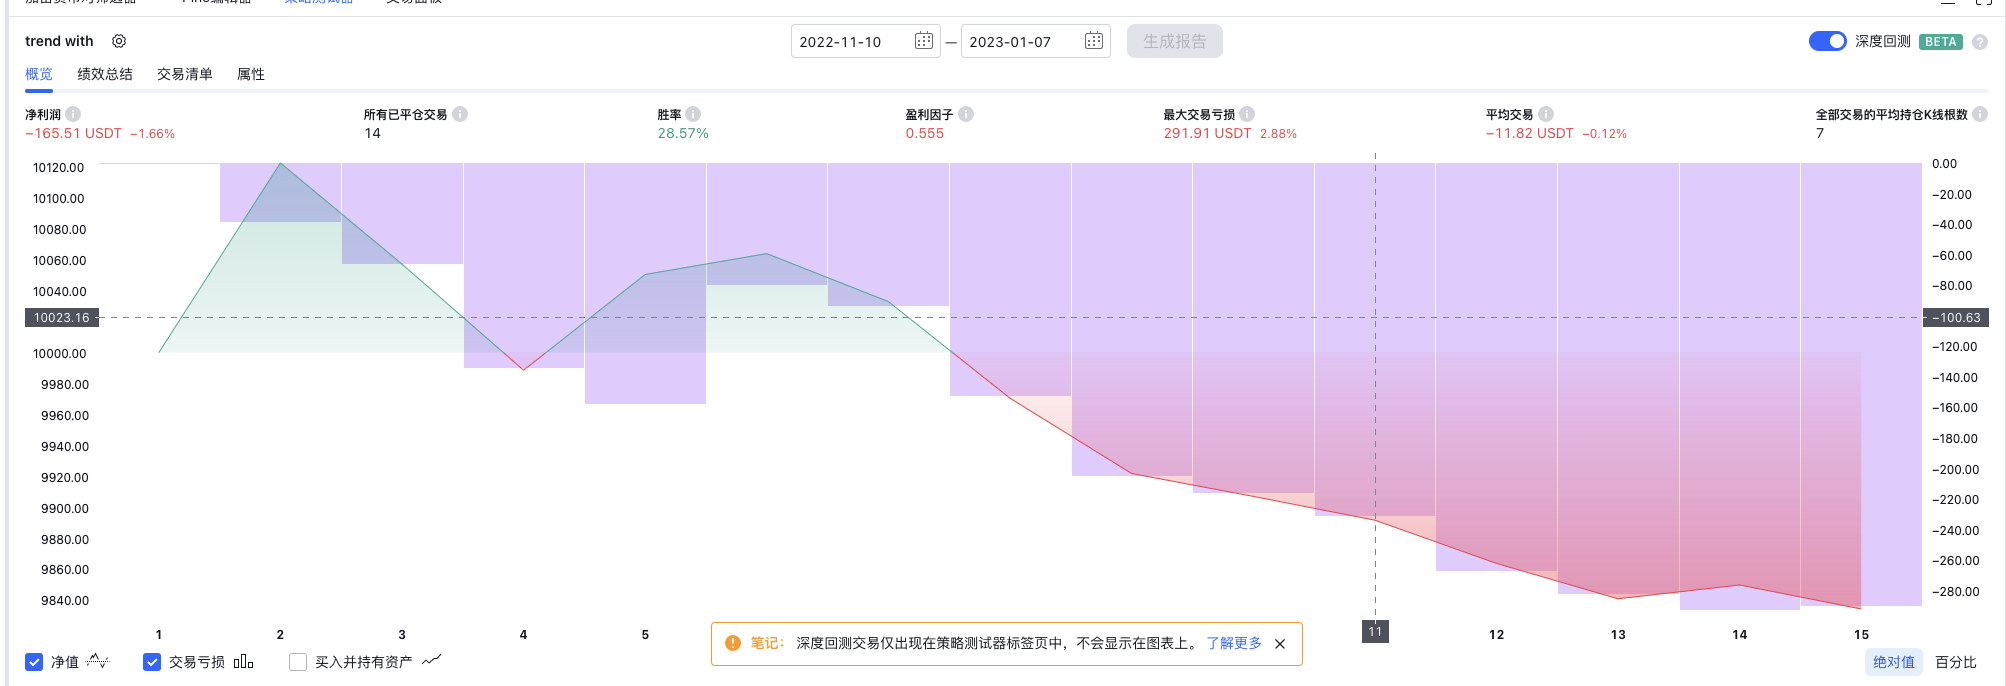 策略测试器
trend with 2022-11-10 — 2023-01-07 生成报告 深度回测 BETA ?
概览 绩效总结 交易清单 属性
净利润 所有已平仓交易 胜率 盈利因子 最大交易亏损 平均交易 全部交易的平均持仓K线根数
−165.51 USDT −1.66% 14 28.57% 0.555 291.91 USDT 2.88% −11.82 USDT −0.12% 7
10120.00 0.00
10100.00 −20.00
10080.00 −40.00
10060.00 −60.00
10040.00 −80.00
10023.16 −100.63
10000.00 −120.00
9980.00 −140.00
9960.00 −160.00
9940.00 −180.00
9920.00 −200.00
9900.00 −220.00
9880.00 −240.00
9860.00 −260.00
9840.00 −280.00
1 2 3 4 5 11 12 13 14 15
笔记： 深度回测交易仅出现在策略测试器标签页中，不会显示在图表上。 了解更多
净值 交易亏损 买入并持有资产 绝对值 百分比